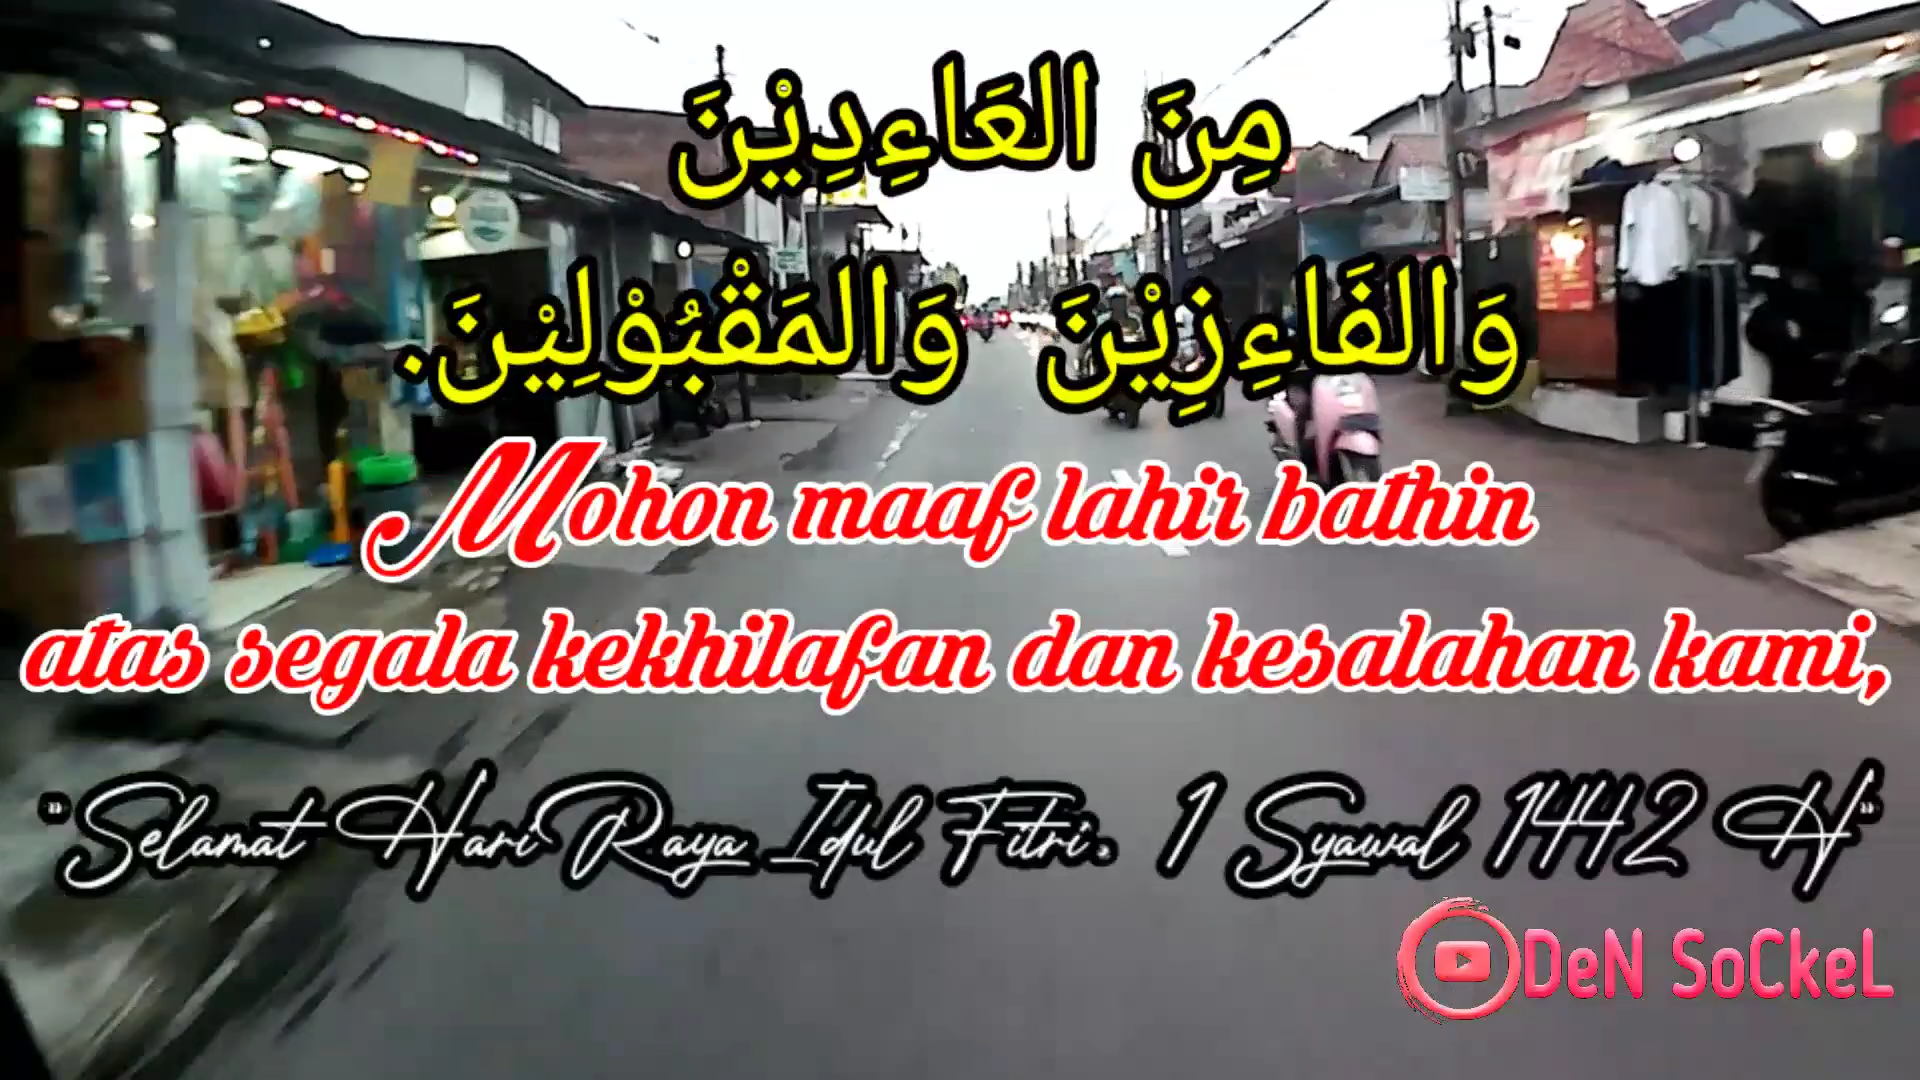 مِنَ العَاءِدِيْنَ
وَالفَاءِزِيْنَ وَالمَقْبُوْلِيْنَ.
Mohon maaf lahir bathin
atas segala kekhilafan dan kesalahan kami,
"Selamat Hari Raya Idul Fitri. 1 Syawal 1442 H"
DeN SoCkeL